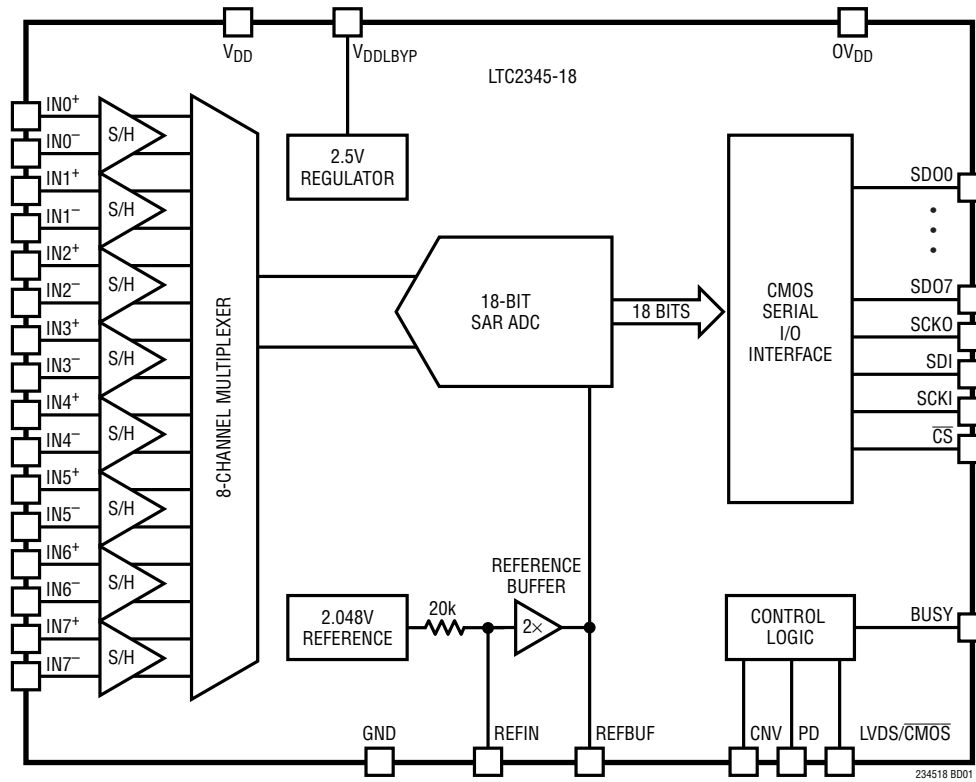 V_DD
V_DDLBYP
OV_DD
LTC2345-18
IN0⁺
IN0⁻
IN1⁺
IN1⁻
IN2⁺
IN2⁻
IN3⁺
IN3⁻
IN4⁺
IN4⁻
IN5⁺
IN5⁻
IN6⁺
IN6⁻
IN7⁺
IN7⁻
S/H
S/H
S/H
S/H
S/H
S/H
S/H
S/H
8-CHANNEL MULTIPLEXER
2.5V
REGULATOR
18-BIT
SAR ADC
18 BITS
CMOS
SERIAL
I/O
INTERFACE
SDO0
•
•
•
SDO7
SCKO
SDI
SCKI
C̅S̅
2.048V
REFERENCE
20k
REFERENCE
BUFFER
2×
CONTROL
LOGIC
BUSY
GND
REFIN
REFBUF
CNV
PD
LVDS/C̅M̅O̅S̅
234518 BD01